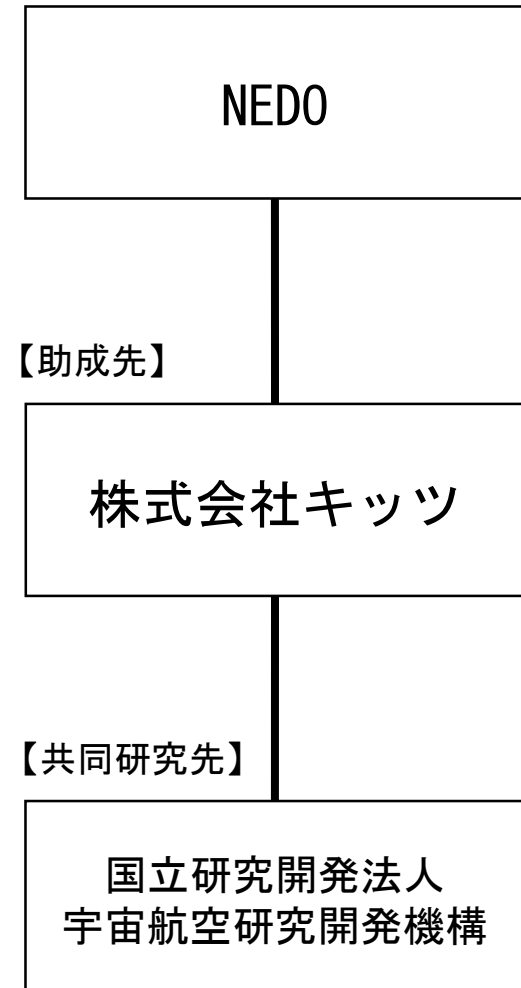 NEDO
【助成先】
株式会社キッツ
【共同研究先】
国立研究開発法人
宇宙航空研究開発機構